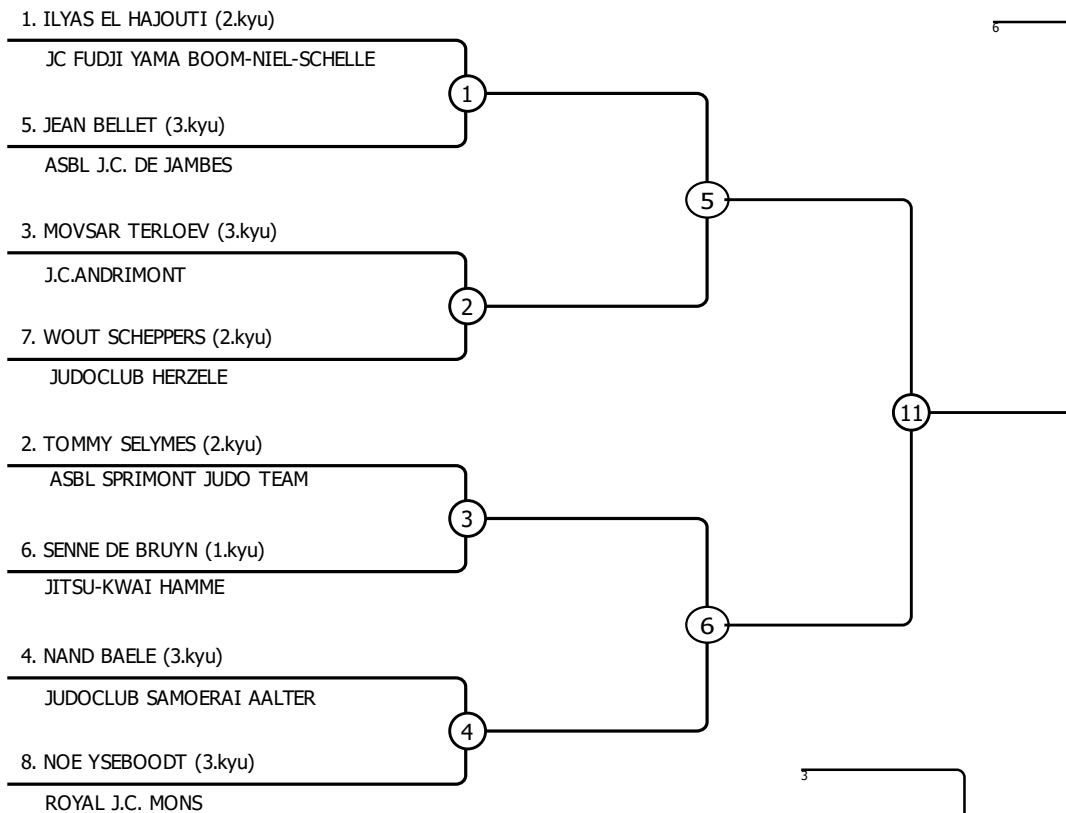 1. ILYAS EL HAJOUTI (2.kyu)
6
JC FUDJI YAMA BOOM-NIEL-SCHELLE
1
5. JEAN BELLET (3.kyu)
ASBL J.C. DE JAMBES
5
3. MOVSAR TERLOEV (3.kyu)
J.C.ANDRIMONT
2
7. WOUT SCHEPPERS (2.kyu)
JUDOCLUB HERZELE
11
2. TOMMY SELYMES (2.kyu)
ASBL SPRIMONT JUDO TEAM
3
6. SENNE DE BRUYN (1.kyu)
JITSU-KWAI HAMME
6
4. NAND BAELE (3.kyu)
JUDOCLUB SAMOERAI AALTER
4
8. NOE YSEBOODT (3.kyu)
3
ROYAL J.C. MONS